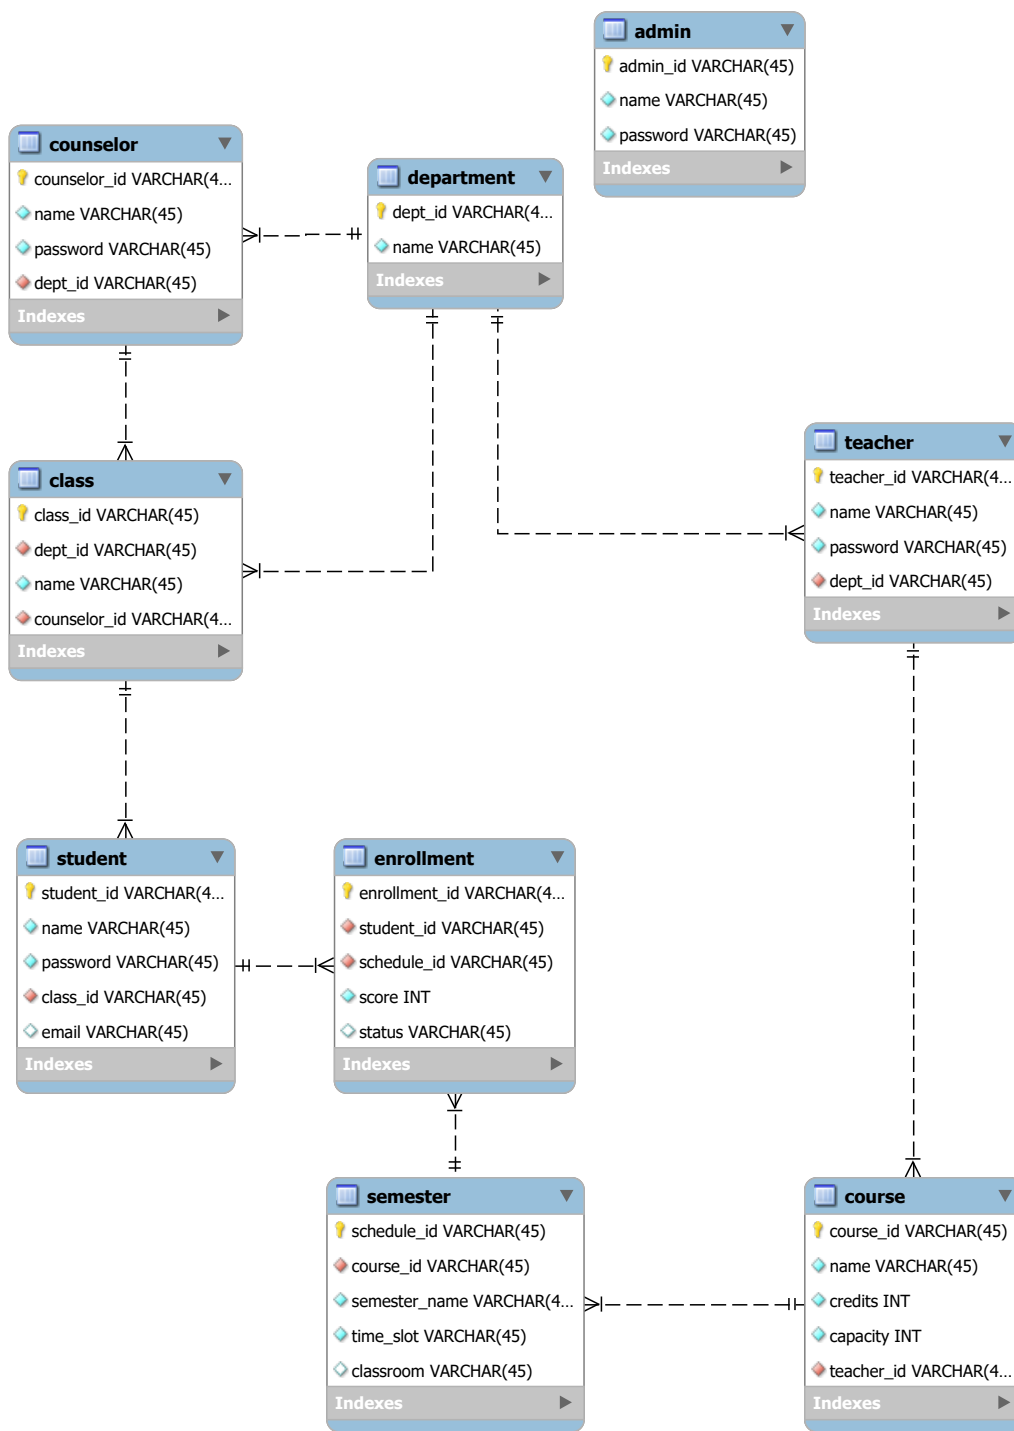 admin
admin_id VARCHAR(45)
name VARCHAR(45)
password VARCHAR(45)
Indexes
counselor
counselor_id VARCHAR(4...
name VARCHAR(45)
password VARCHAR(45)
dept_id VARCHAR(45)
Indexes
department
dept_id VARCHAR(4...
name VARCHAR(45)
Indexes
teacher
teacher_id VARCHAR(4...
name VARCHAR(45)
password VARCHAR(45)
dept_id VARCHAR(45)
Indexes
class
class_id VARCHAR(45)
dept_id VARCHAR(45)
name VARCHAR(45)
counselor_id VARCHAR(4...
Indexes
student
student_id VARCHAR(4...
name VARCHAR(45)
password VARCHAR(45)
class_id VARCHAR(45)
email VARCHAR(45)
Indexes
enrollment
enrollment_id VARCHAR(4...
student_id VARCHAR(45)
schedule_id VARCHAR(45)
score INT
status VARCHAR(45)
Indexes
semester
schedule_id VARCHAR(45)
course_id VARCHAR(45)
semester_name VARCHAR(4...
time_slot VARCHAR(45)
classroom VARCHAR(45)
Indexes
course
course_id VARCHAR(45)
name VARCHAR(45)
credits INT
capacity INT
teacher_id VARCHAR(4...
Indexes